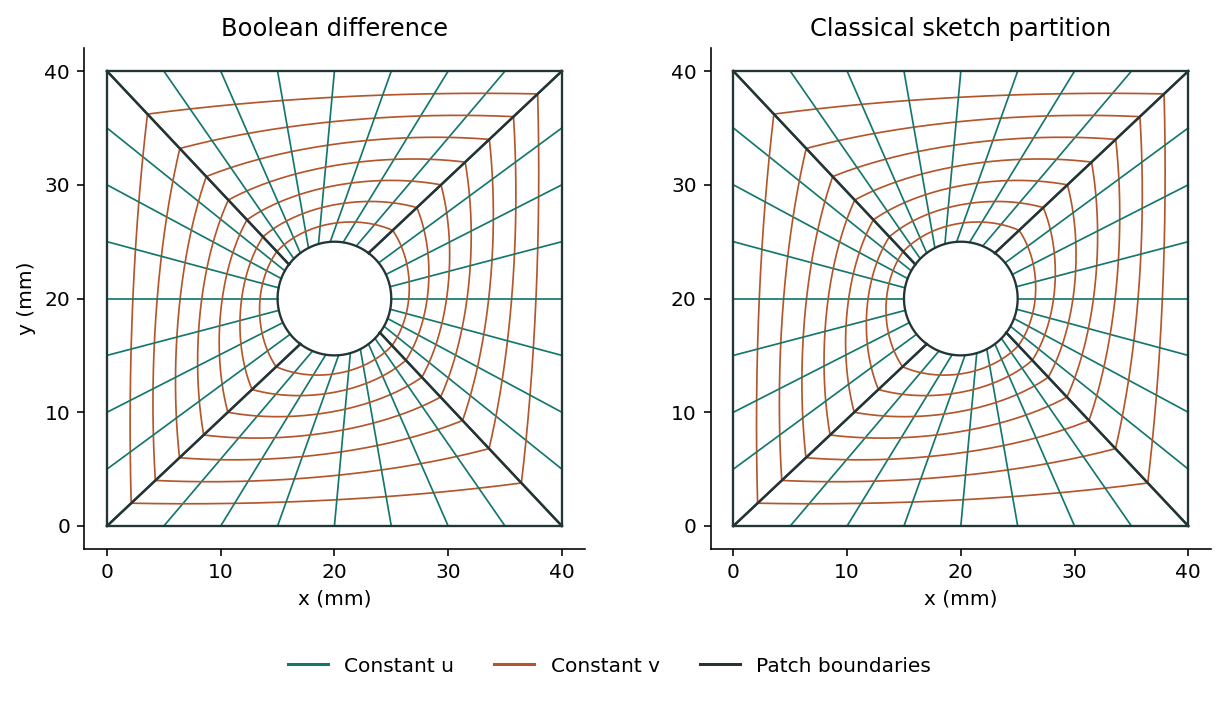 Boolean difference
Classical sketch partition
40
30
20
10
0
y (mm)
0 10 20 30 40
x (mm)
40
30
20
10
0
0 10 20 30 40
x (mm)
Constant u Constant v Patch boundaries